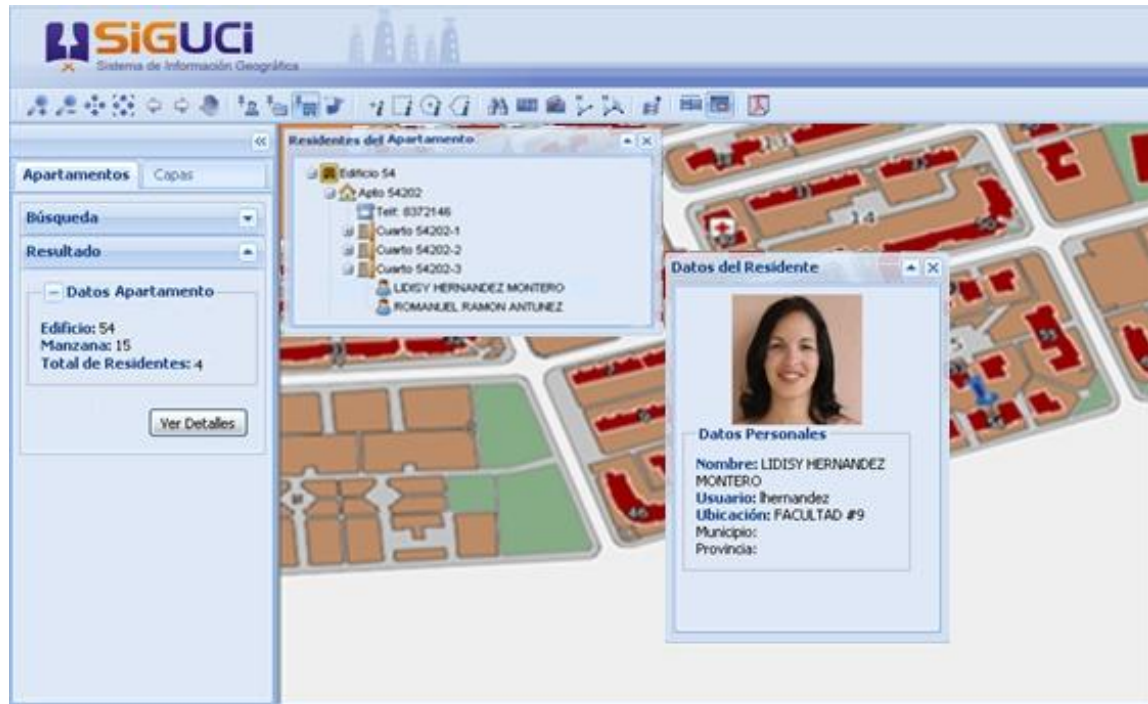 SiGUCi
Sistema de Información Geográfica
Apartamentos Capas
Búsqueda
Resultado
Datos Apartamento
Edificio: 54
Manzana: 15
Total de Residentes: 4
Ver Detalles
Residentes del Apartamento
Edificio 54
Apto 54202
Telf: 8372146
Cuarto 54202-1
Cuarto 54202-2
Cuarto 54202-3
LIDISY HERNANDEZ MONTERO
ROMANUEL RAMON ANTUNEZ
14
46
Datos del Residente
Datos Personales
Nombre: LIDISY HERNANDEZ
MONTERO
Usuario: lhernandez
Ubicación: FACULTAD #9
Municipio:
Provincia: